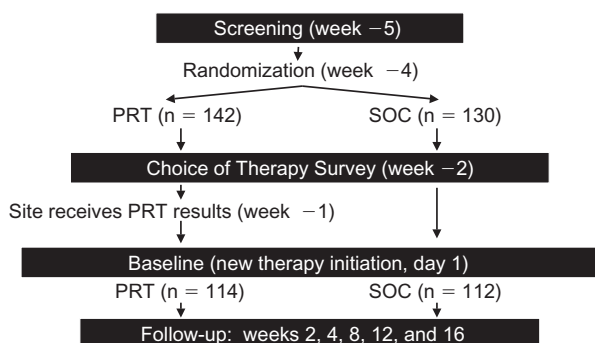 Screening (week −5)
Randomization (week −4)
PRT (n = 142) SOC (n = 130)
Choice of Therapy Survey (week −2)
Site receives PRT results (week −1)
Baseline (new therapy initiation, day 1)
PRT (n = 114) SOC (n = 112)
Follow-up: weeks 2, 4, 8, 12, and 16